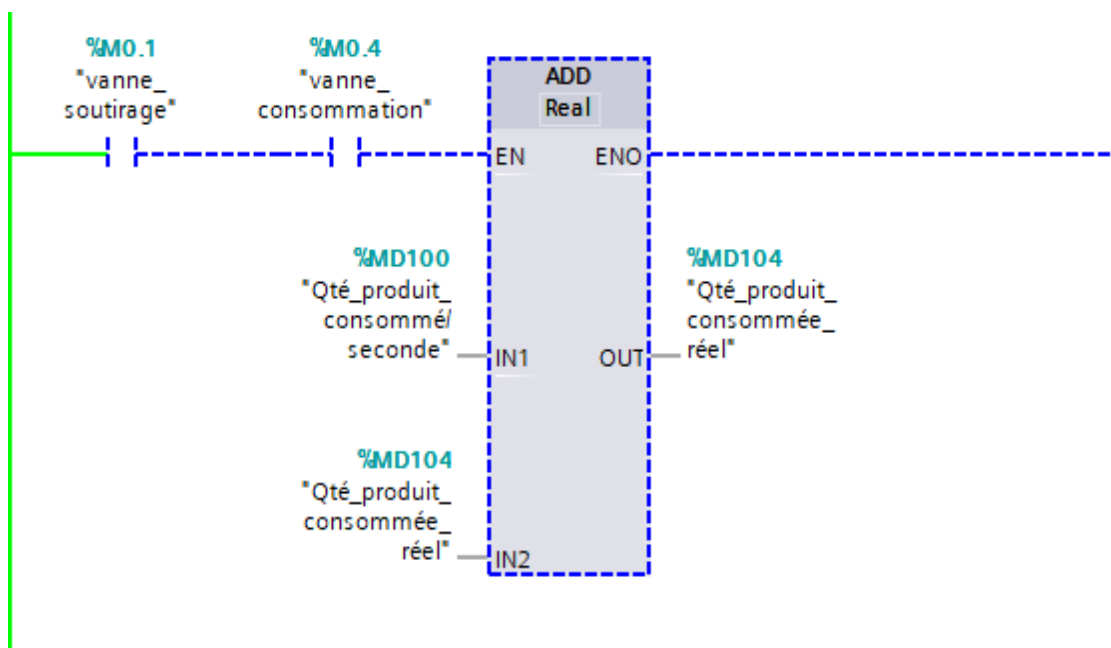 %M0.1
"vanne_
soutirage"
%M0.4
"vanne_
consommation"
ADD
Real
EN
ENO
%MD100
"Qté_produit_
consommé/
seconde"
IN1
%MD104
"Qté_produit_
consommée_
réel"
OUT
%MD104
"Qté_produit_
consommée_
réel"
IN2